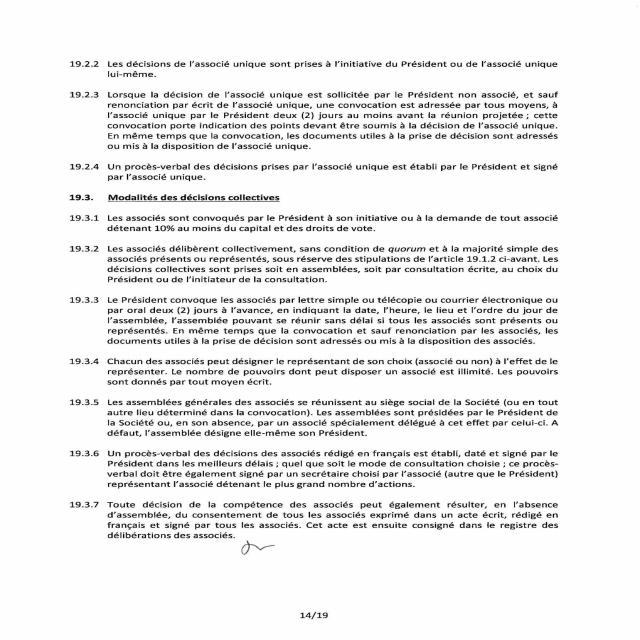 19.2.2 Les décisions de l'associé unique sont prises à l'initiative du Président ou de l'associé unique
lui-même.
19.2.3 Lorsque la décision de l'associé unique est sollicitée par le Président non associé, et sauf
renonciation par écrit de l'associé unique, une convocation est adressée par tous moyens, à
l'associé unique par le Président deux (2) jours au moins avant la réunion projetée ; cette
convocation porte indication des points devant être soumis à la décision de l'associé unique.
En même temps que la convocation, les documents utiles à la prise de décision sont adressés
ou mis à la disposition de l'associé unique.
19.2.4 Un procès-verbal des décisions prises par l'associé unique est établi par le Président et signé
par l'associé unique.
19.3. Modalités des décisions collectives
19.3.1 Les associés sont convoqués par le Président à son initiative ou à la demande de tout associé
détenant 10% au moins du capital et des droits de vote.
19.3.2 Les associés délibèrent collectivement, sans condition de quorum et à la majorité simple des
associés présents ou représentés, sous réserve des stipulations de l'article 19.1.2 ci-avant. Les
décisions collectives sont prises soit en assemblées, soit par consultation écrite, au choix du
Président ou de l'initiateur de la consultation.
19.3.3 Le Président convoque les associés par lettre simple ou télécopie ou courrier électronique ou
par oral deux (2) jours à l'avance, en indiquant la date, l'heure, le lieu et l'ordre du jour de
l'assemblée, l'assemblée pouvant se réunir sans délai si tous les associés sont présents ou
représentés. En même temps que la convocation et sauf renonciation par les associés, les
documents utiles à la prise de décision sont adressés ou mis à la disposition des associés.
19.3.4 Chacun des associés peut désigner le représentant de son choix (associé ou non) à l'effet de le
représenter. Le nombre de pouvoirs dont peut disposer un associé est illimité. Les pouvoirs
sont donnés par tout moyen écrit.
19.3.5 Les assemblées générales des associés se réunissent au siège social de la Société (ou en tout
autre lieu déterminé dans la convocation). Les assemblées sont présidées par le Président de
la Société ou, en son absence, par un associé spécialement délégué à cet effet par celui-ci. A
défaut, l'assemblée désigne elle-même son Président.
19.3.6 Un procès-verbal des décisions des associés rédigé en français est établi, daté et signé par le
Président dans les meilleurs délais ; quel que soit le mode de consultation choisie ; ce procès-
verbal doit être également signé par un secrétaire choisi par l'associé (autre que le Président)
représentant l'associé détenant le plus grand nombre d'actions.
19.3.7 Toute décision de la compétence des associés peut également résulter, en l'absence
d'assemblée, du consentement de tous les associés exprimé dans un acte écrit, rédigé en
français et signé par tous les associés. Cet acte est ensuite consigné dans le registre des
délibérations des associés.
14/19